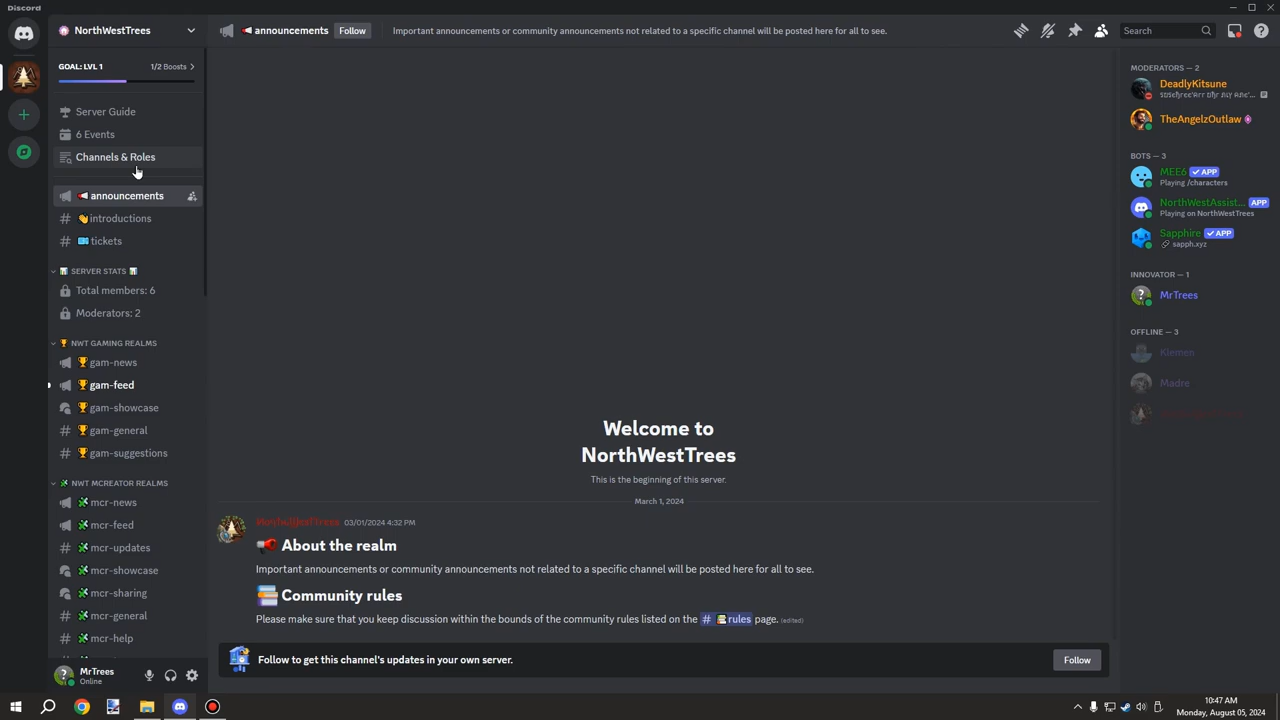 Discord
NorthWestTrees
announcements
Follow
Important announcements or community announcements not related to a specific channel will be posted here for all to see.
Search
GOAL: LVL 1
1/2 Boosts
Server Guide
6 Events
Channels & Roles
announcements
introductions
tickets
SERVER STATS
Total members: 6
Moderators: 2
NWT GAMING REALMS
gam-news
gam-feed
gam-showcase
gam-general
gam-suggestions
NWT MCREATOR REALMS
mcr-news
mcr-feed
mcr-updates
mcr-showcase
mcr-sharing
mcr-general
mcr-help
MrTrees
Online
Welcome to
NorthWestTrees
This is the beginning of this server.
March 1, 2024
03/01/2024 4:32 PM
About the realm
Important announcements or community announcements not related to a specific channel will be posted here for all to see.
Community rules
Please make sure that you keep discussion within the bounds of the community rules listed on the # rules page. (edited)
Follow to get this channel's updates in your own server.
Follow
MODERATORS — 2
DeadlyKitsune
TheAngelzOutlaw
BOTS — 3
MEE6 ✓ APP
Playing /characters
NorthWestAssist... APP
Playing on NorthWestTrees
Sapphire ✓ APP
sapph.xyz
INNOVATOR — 1
MrTrees
OFFLINE — 3
Klemen
Madre
10:47 AM
Monday, August 05, 2024